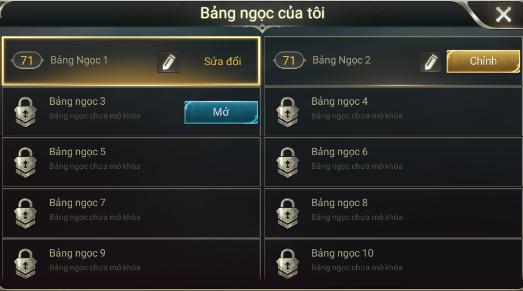 Bảng ngọc của tôi
71 Bảng Ngọc 1 Sửa đổi
71 Bảng Ngọc 2 Chính
Bảng ngọc 3
Bảng ngọc chưa mở khóa
Mở
Bảng ngọc 4
Bảng ngọc chưa mở khóa
Bảng ngọc 5
Bảng ngọc chưa mở khóa
Bảng ngọc 6
Bảng ngọc chưa mở khóa
Bảng ngọc 7
Bảng ngọc chưa mở khóa
Bảng ngọc 8
Bảng ngọc chưa mở khóa
Bảng ngọc 9
Bảng ngọc chưa mở khóa
Bảng ngọc 10
Bảng ngọc chưa mở khóa